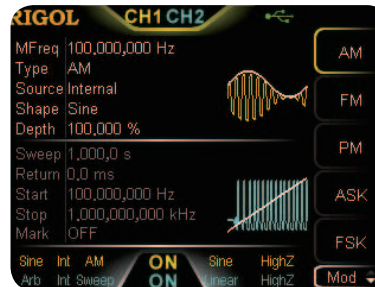 RIGOL CH1 CH2
MFreq 100.000,000 Hz
Type AM
Source Internal
Shape Sine
Depth 100.000 %
Sweep 1.000,0 s
Return 0.0 ms
Start 100.000,000 Hz
Stop 1.000,000,000 kHz
Mark OFF
AM
FM
PM
ASK
FSK
Mod
Sine Int AM ON Sine HighZ
Arb Int Sweep ON Linear HighZ